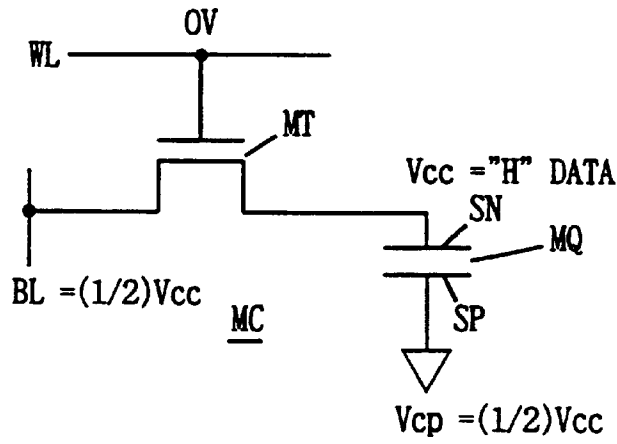 0V
WL
MT
Vcc ="H" DATA
SN
MQ
BL =(1/2)Vcc
MC
SP
Vcp =(1/2)Vcc